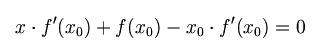 x · f′(x₀) + f(x₀) − x₀ · f′(x₀) = 0